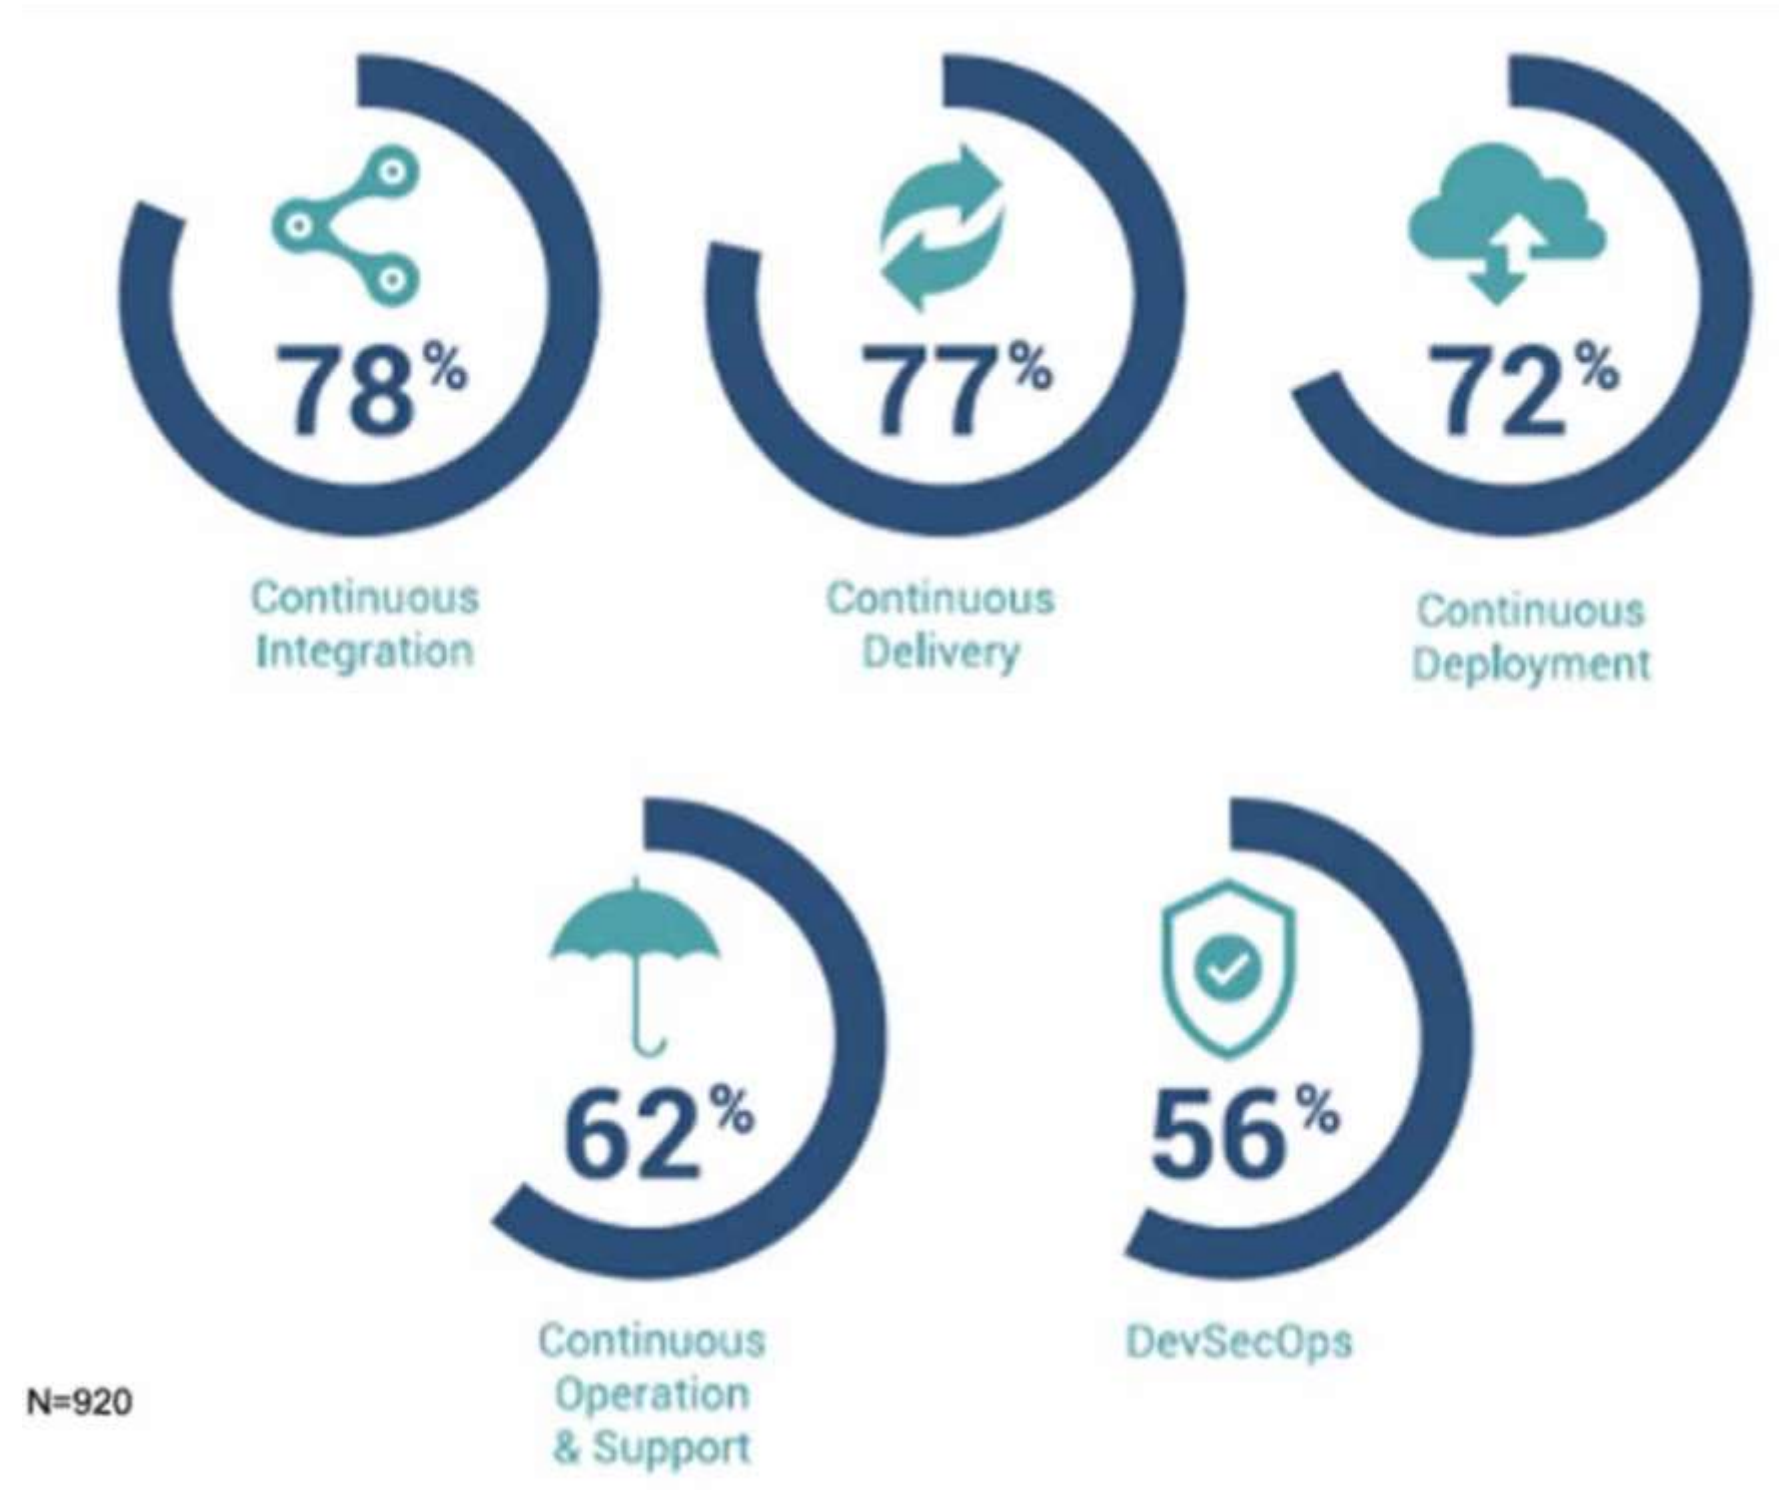 78%
77%
72%
Continuous
Integration
Continuous
Delivery
Continuous
Deployment
62%
56%
Continuous
Operation
& Support
DevSecOps
N=920